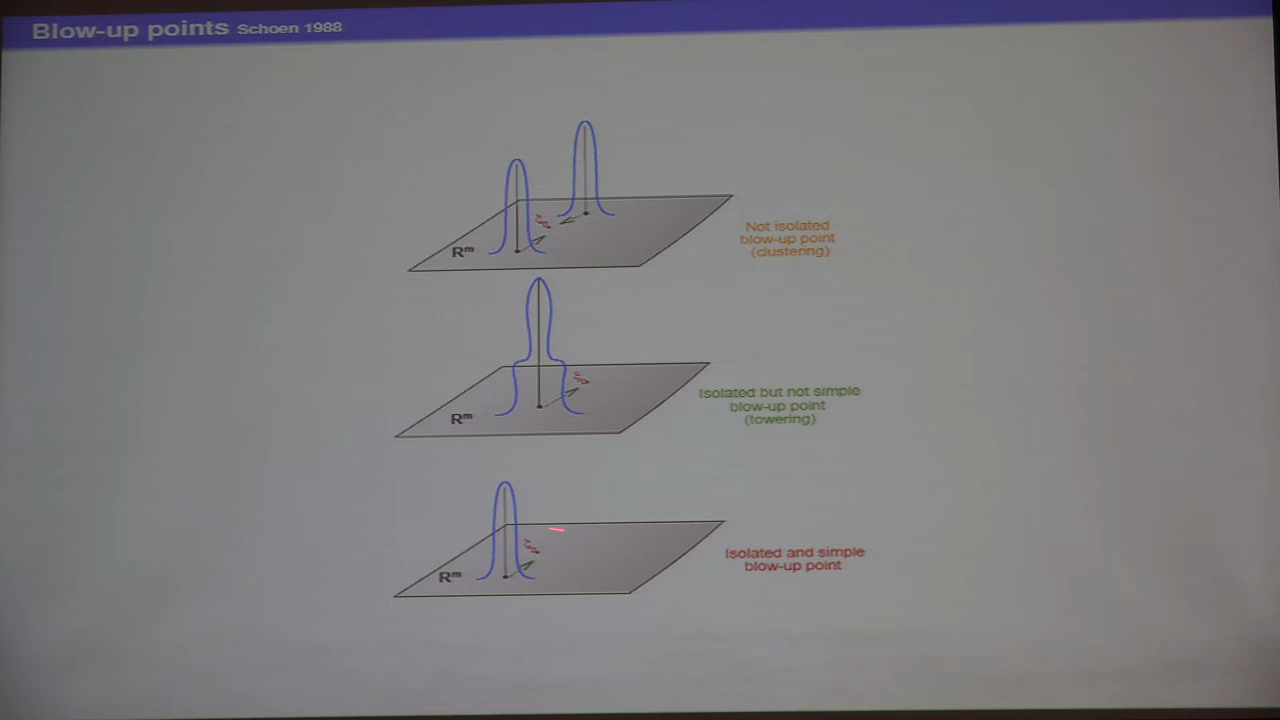 Blow-up points Schoen 1988
Not isolated
blow-up point
(clustering)
Rᵐ
Isolated but not simple
blow-up point
(towering)
Rᵐ
Isolated and simple
blow-up point
Rᵐ